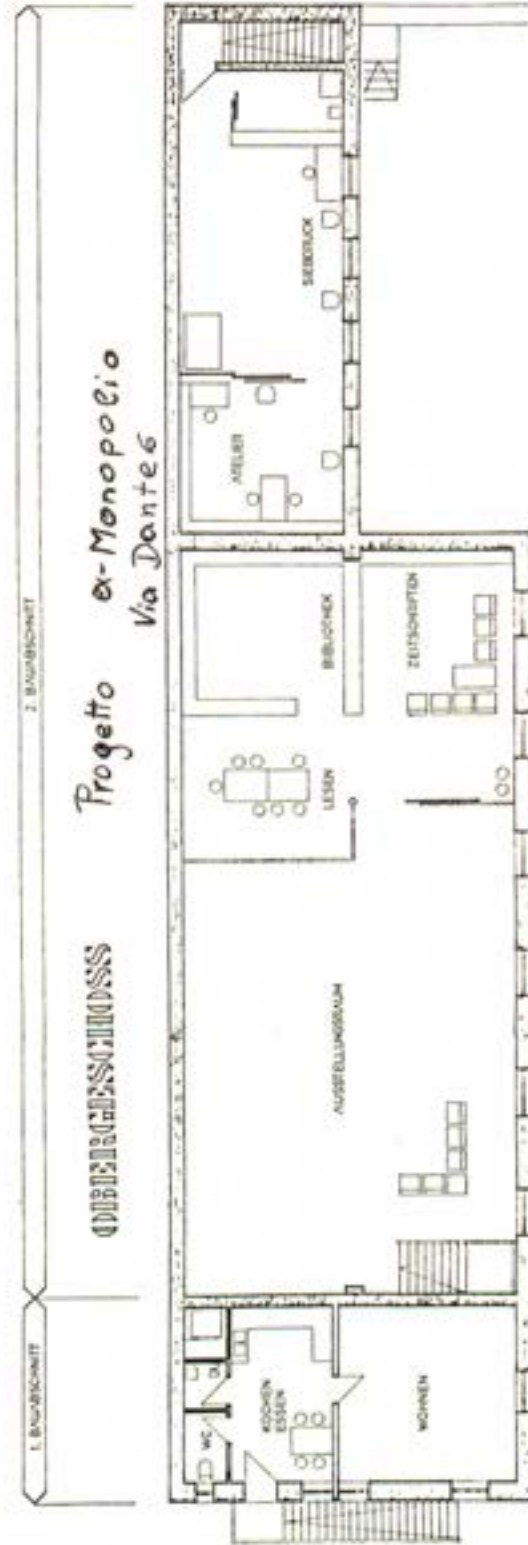 1. BAUABSCHNITT
2. BAUABSCHNITT
OBERGESCHOSS
Progetto ex-Monopolio
Via Dante 6
WC
DU
KOCHEN
ESSEN
WOHNEN
AUSSTELLUNGSRAUM
LESEN
BIBLIOTHEK
ZEITSCHRIFTEN
ATELIER
SIEBDRUCK